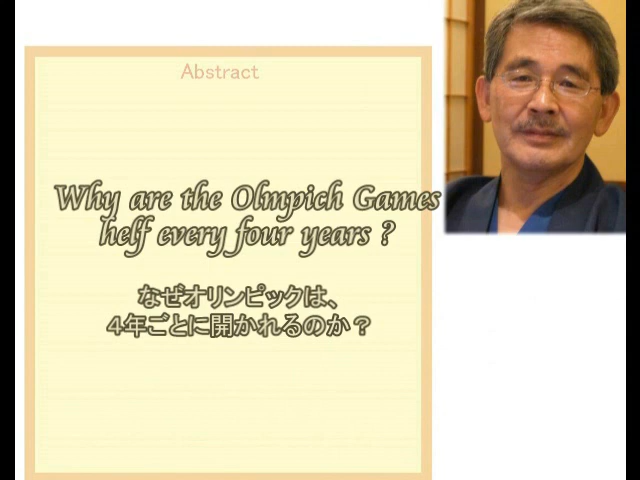 Abstract
Why are the Olmpich Games
helf every four years ?
なぜオリンピックは、
４年ごとに開かれるのか？